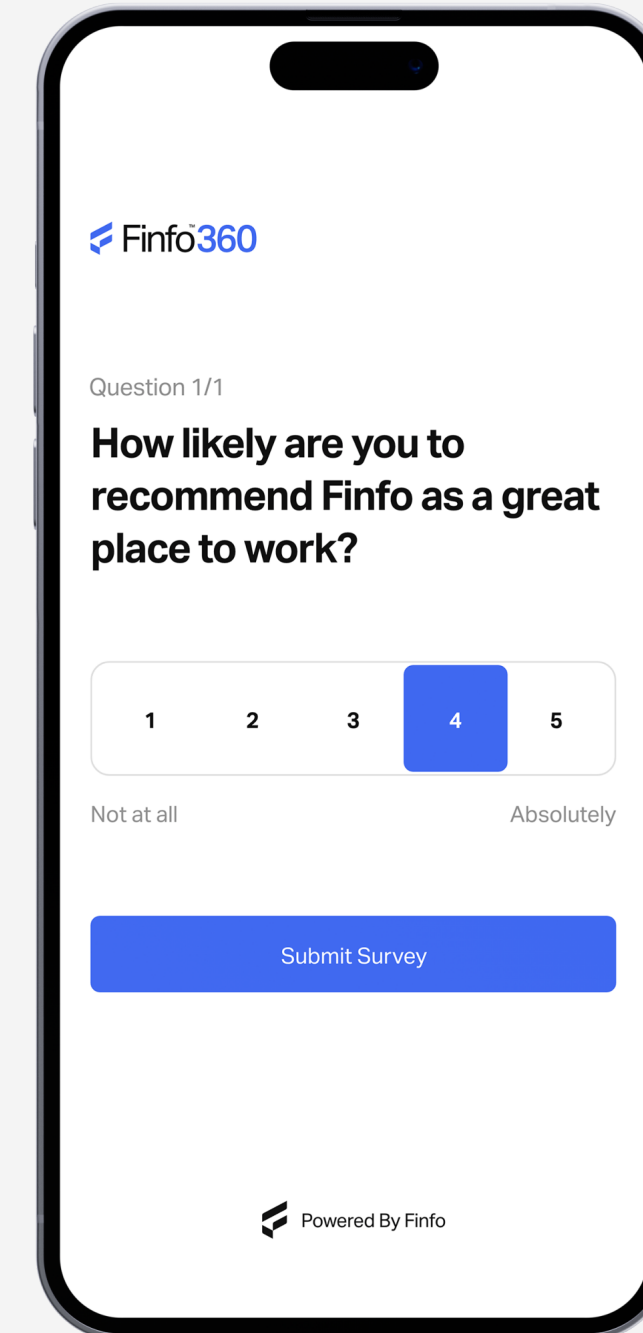 Finfo™360
Question 1/1
How likely are you to
recommend Finfo as a great
place to work?
1 2 3 4 5
Not at all Absolutely
Submit Survey
Powered By Finfo